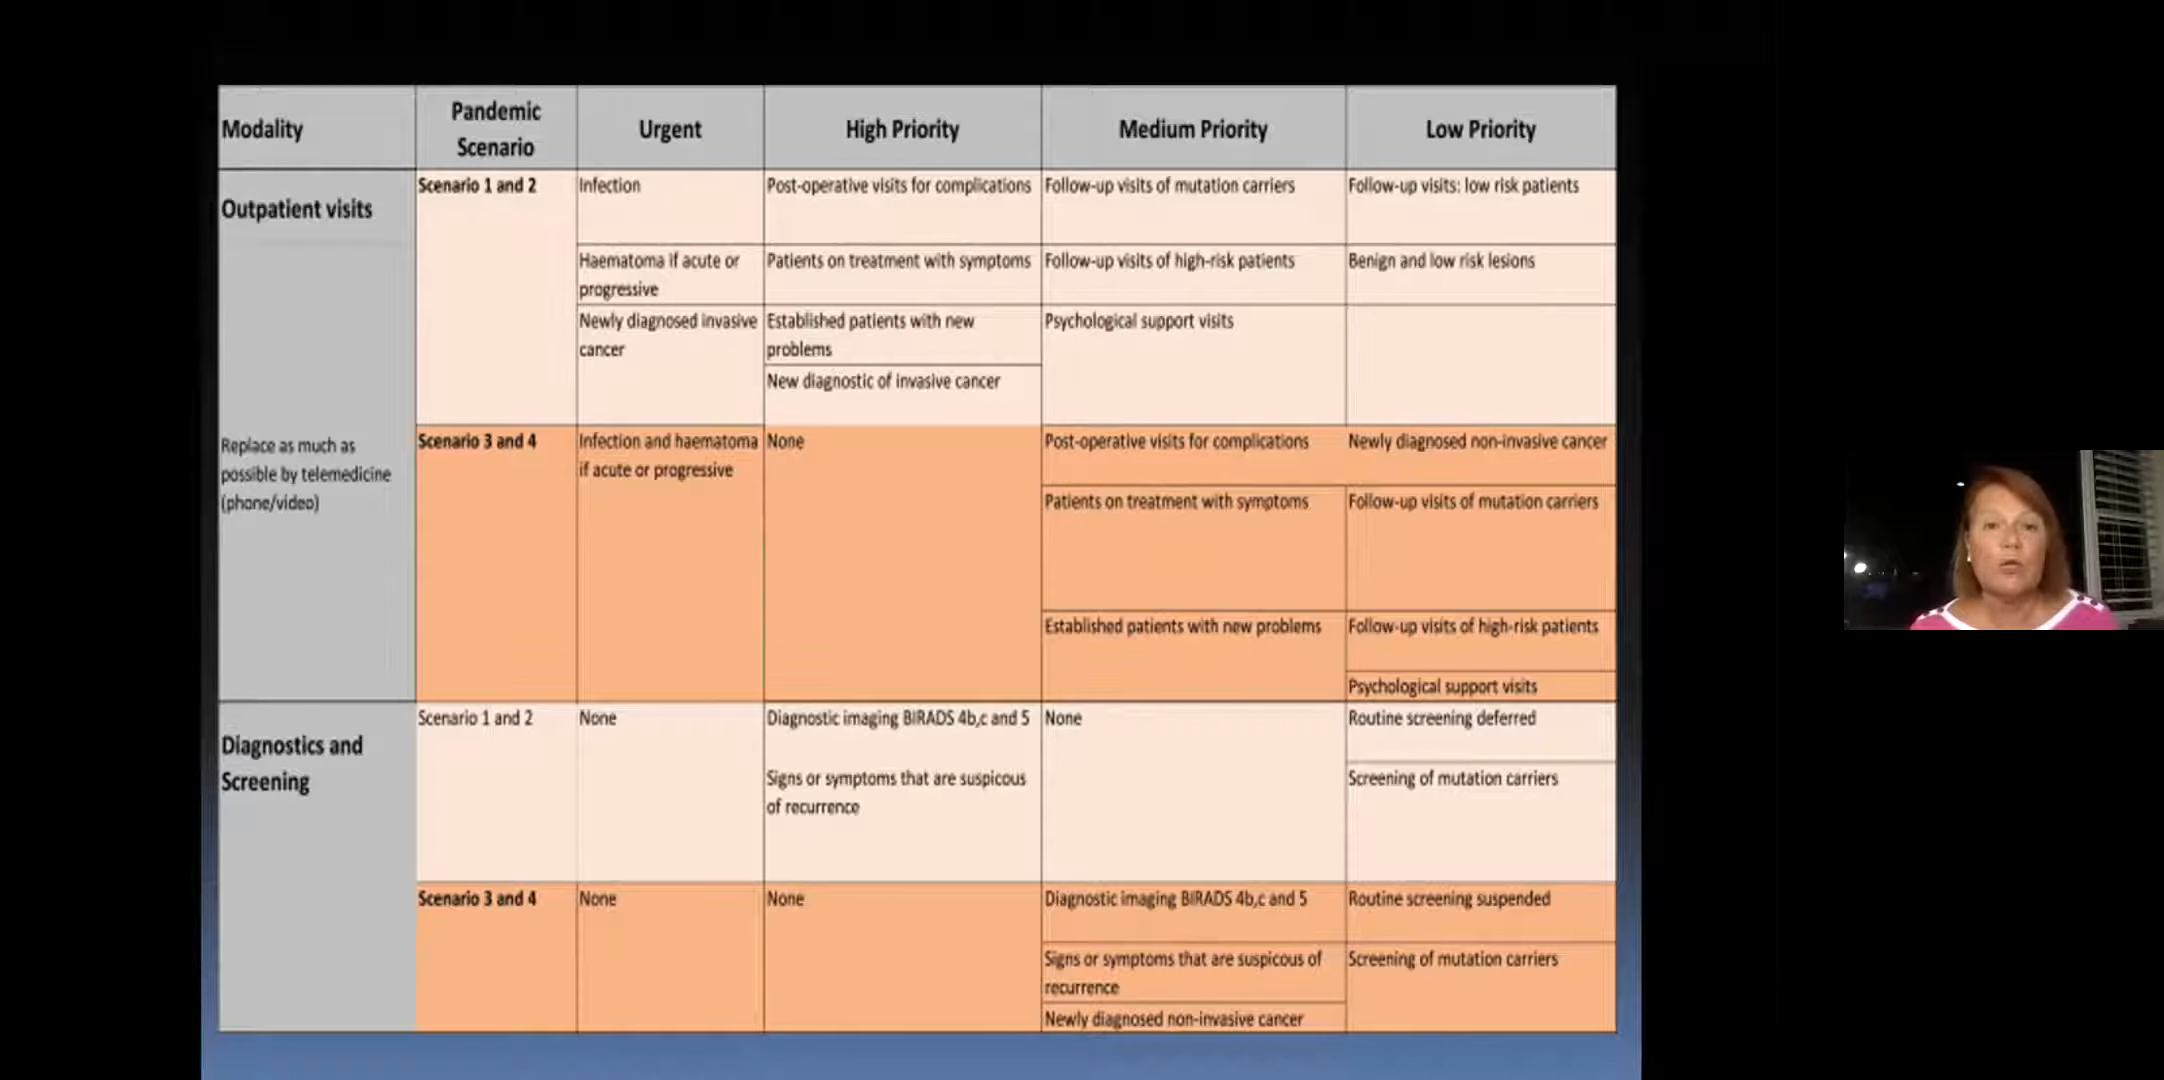 Modality
Pandemic
Scenario
Urgent
High Priority
Medium Priority
Low Priority
Outpatient visits
Scenario 1 and 2
Infection
Post-operative visits for complications
Follow-up visits of mutation carriers
Follow-up visits: low risk patients
Haematoma if acute or
progressive
Patients on treatment with symptoms
Follow-up visits of high-risk patients
Benign and low risk lesions
Newly diagnosed invasive
cancer
Established patients with new
problems
Psychological support visits
New diagnostic of invasive cancer
Replace as much as
possible by telemedicine
(phone/video)
Scenario 3 and 4
Infection and haematoma
if acute or progressive
None
Post-operative visits for complications
Newly diagnosed non-invasive cancer
Patients on treatment with symptoms
Follow-up visits of mutation carriers
Established patients with new problems
Follow-up visits of high-risk patients
Psychological support visits
Diagnostics and
Screening
Scenario 1 and 2
None
Diagnostic imaging BIRADS 4b,c and 5
None
Routine screening deferred
Signs or symptoms that are suspicous
of recurrence
Screening of mutation carriers
Scenario 3 and 4
None
None
Diagnostic imaging BIRADS 4b,c and 5
Routine screening suspended
Signs or symptoms that are suspicous of
recurrence
Screening of mutation carriers
Newly diagnosed non-invasive cancer